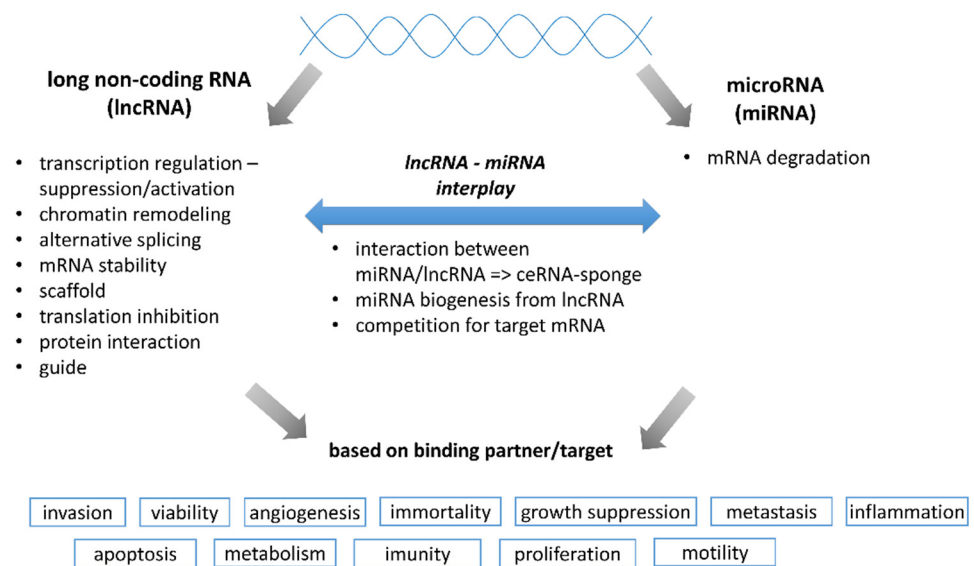 long non-coding RNA
(lncRNA)
microRNA
(miRNA)
• transcription regulation –
suppression/activation
• chromatin remodeling
• alternative splicing
• mRNA stability
• scaffold
• translation inhibition
• protein interaction
• guide
lncRNA - miRNA
interplay
• interaction between
miRNA/lncRNA => ceRNA-sponge
• miRNA biogenesis from lncRNA
• competition for target mRNA
• mRNA degradation
based on binding partner/target
invasion viability angiogenesis immortality growth suppression metastasis inflammation
apoptosis metabolism imunity proliferation motility